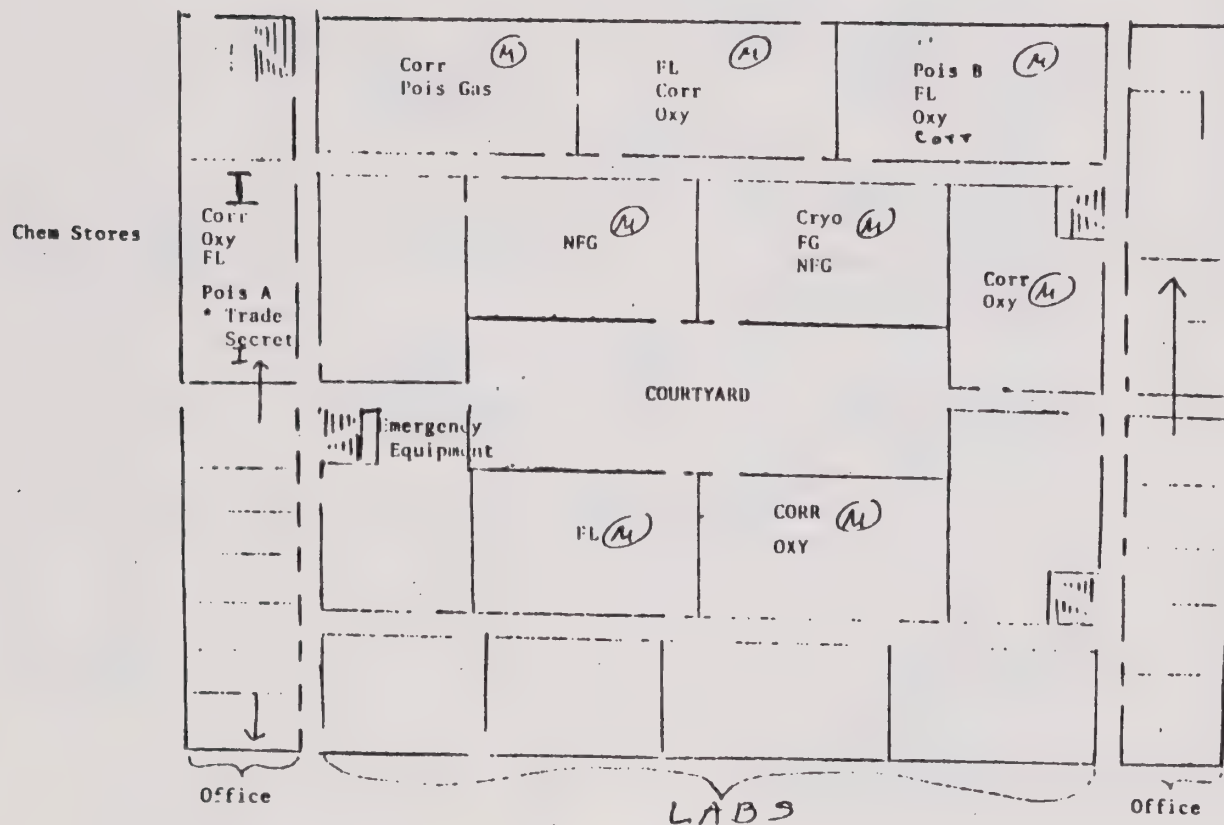 Corr (M)
Pois Gas
FL (M)
Corr
Oxy
Pois B (M)
FL
Oxy
Corr
Chem Stores
I
Corr
Oxy
FL
Pois A
* Trade
Secret
I
NFG (M)
Cryo (M)
FG
NFG
Corr (M)
Oxy
COURTYARD
Emergency
Equipment
FL (M)
CORR (M)
OXY
Office
LABS
Office